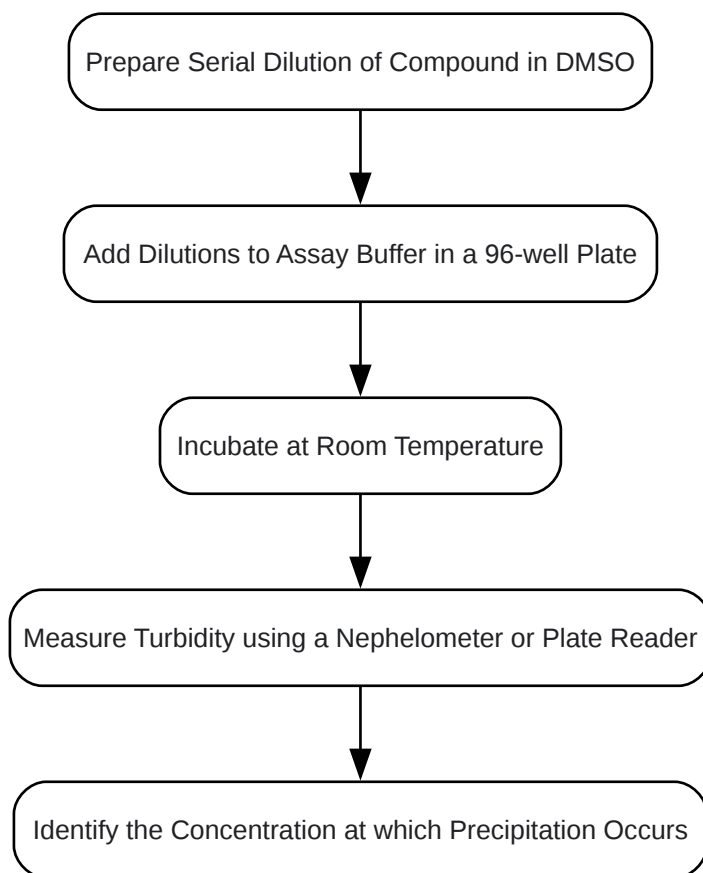 Prepare Serial Dilution of Compound in DMSO
Add Dilutions to Assay Buffer in a 96-well Plate
Incubate at Room Temperature
Measure Turbidity using a Nephelometer or Plate Reader
Identify the Concentration at which Precipitation Occurs